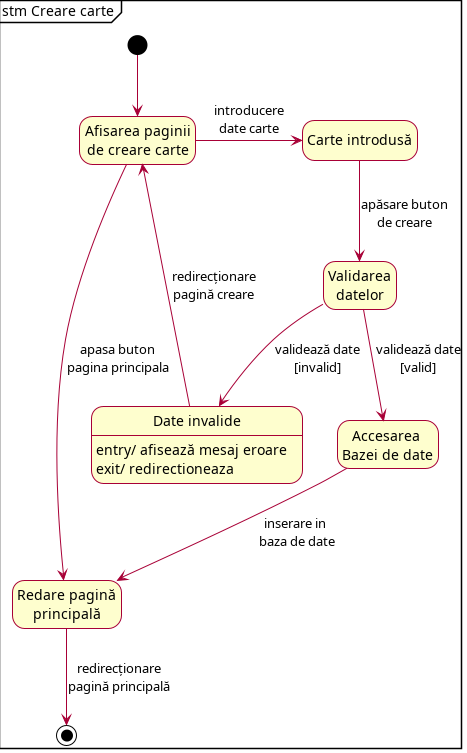 stm Creare carte
Afisarea paginii
de creare carte
introducere
date carte
Carte introdusă
apăsare buton
de creare
Validarea
datelor
redirecționare
pagină creare
apasa buton
pagina principala
validează date
[invalid]
validează date
[valid]
Date invalide
entry/ afisează mesaj eroare
exit/ redirectioneaza
Accesarea
Bazei de date
inserare in
baza de date
Redare pagină
principală
redirecționare
pagină principală